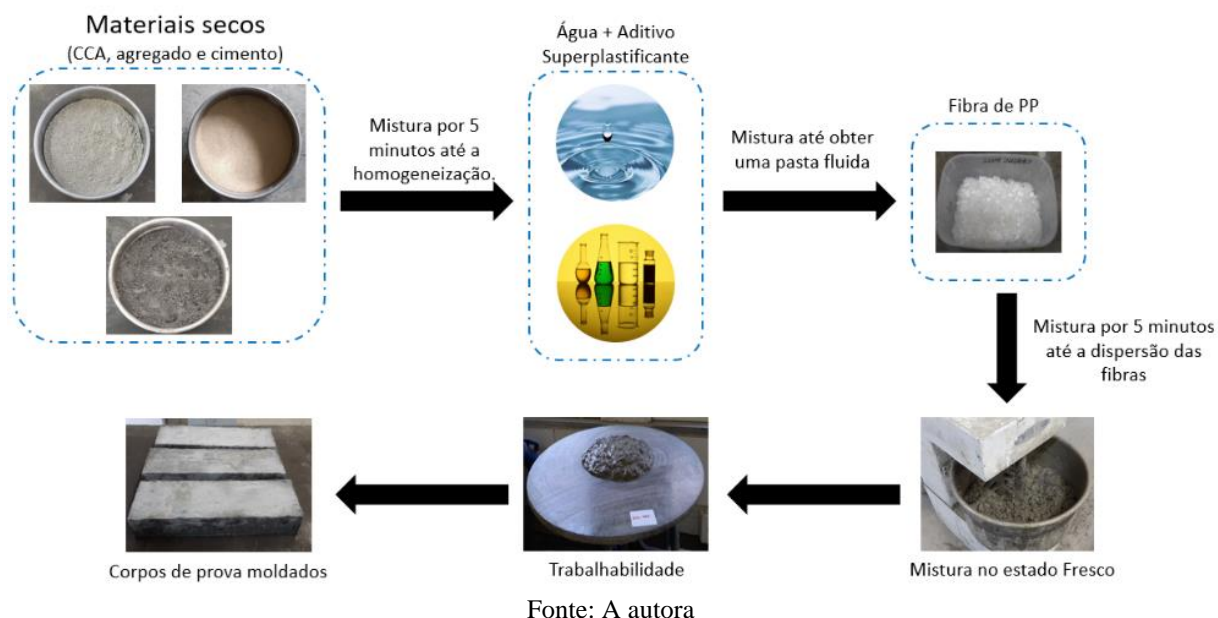 Materiais secos
(CCA, agregado e cimento)
Mistura por 5
minutos até a
homogeneização.
Água + Aditivo
Superplastificante
Mistura até obter
uma pasta fluida
Fibra de PP
Mistura por 5 minutos
até a dispersão das
fibras
Mistura no estado Fresco
Trabalhabilidade
Corpos de prova moldados
Fonte: A autora